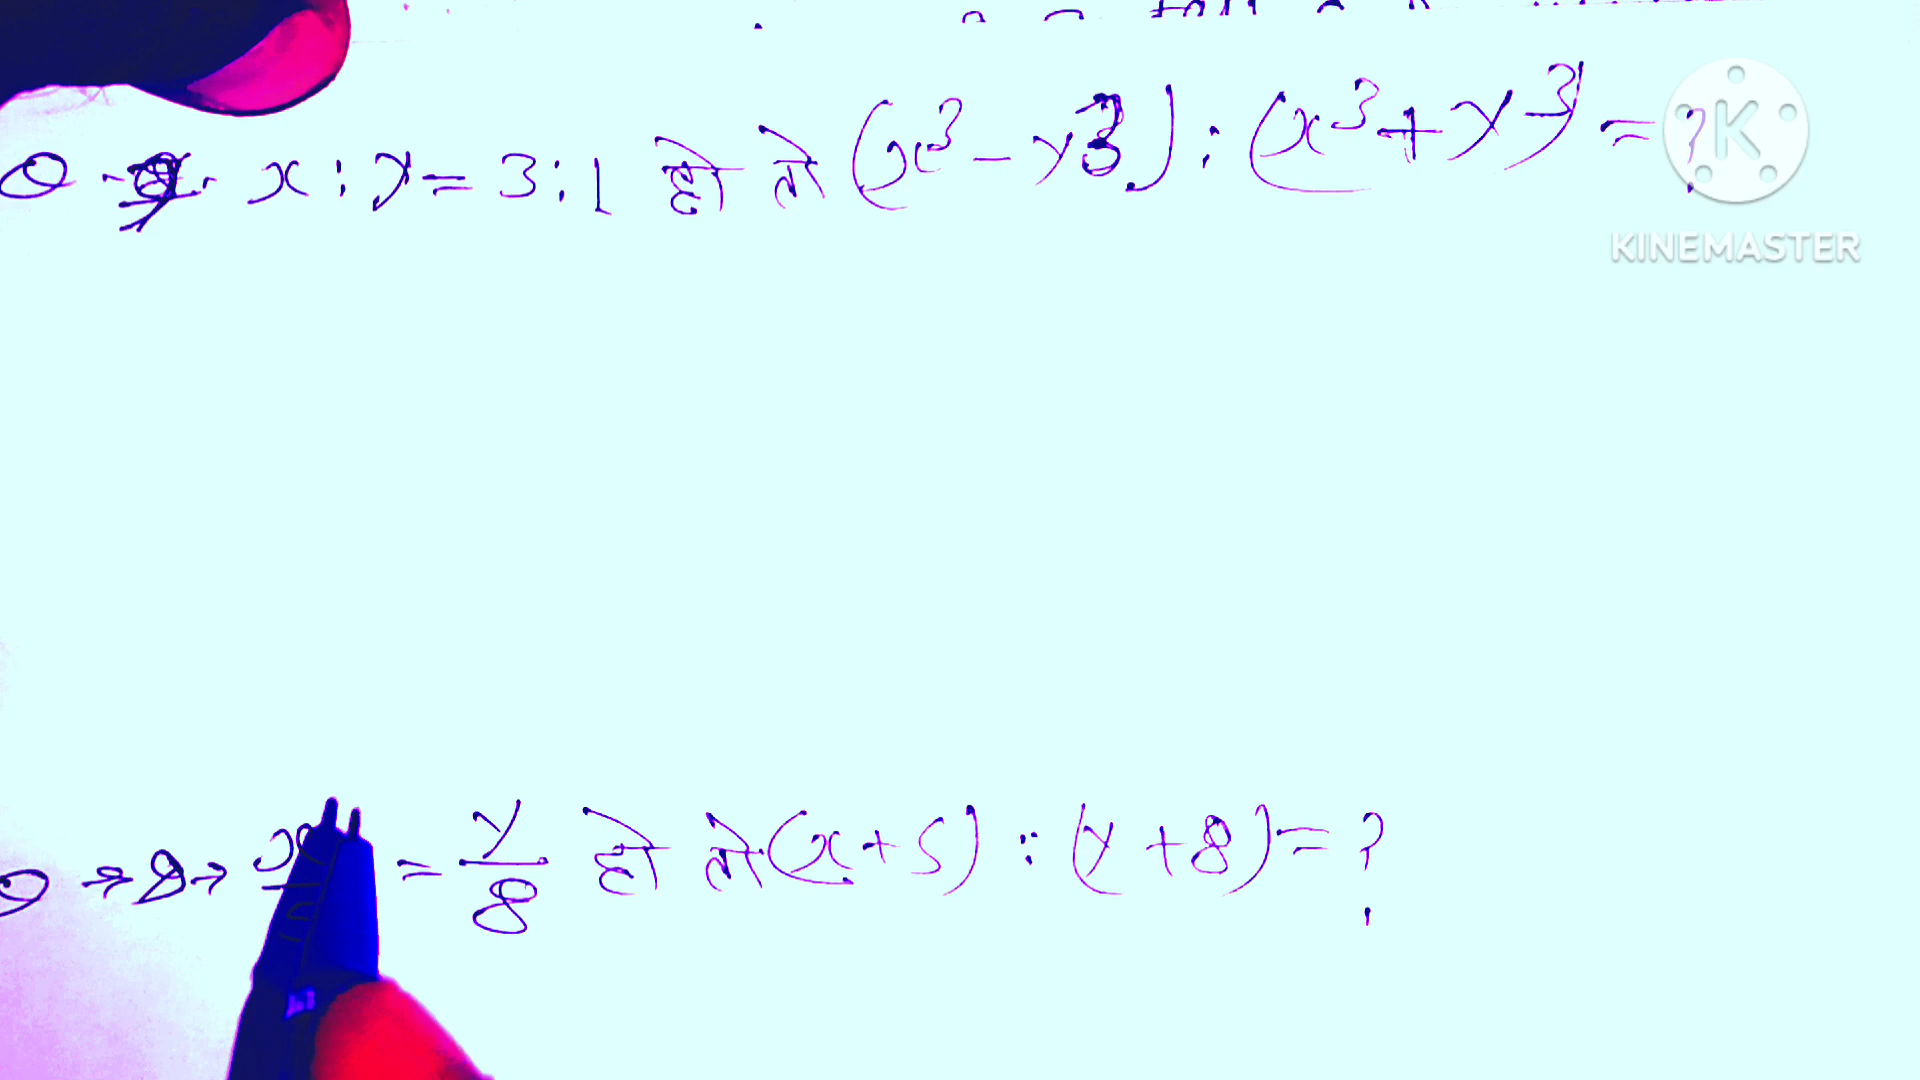 x : y = 3 : 1 हो तो (x³ - y³) : (x³ + y³) = ?
KINEMASTER
= y/8 हो तो (x + 5) : (y + 8) = ?